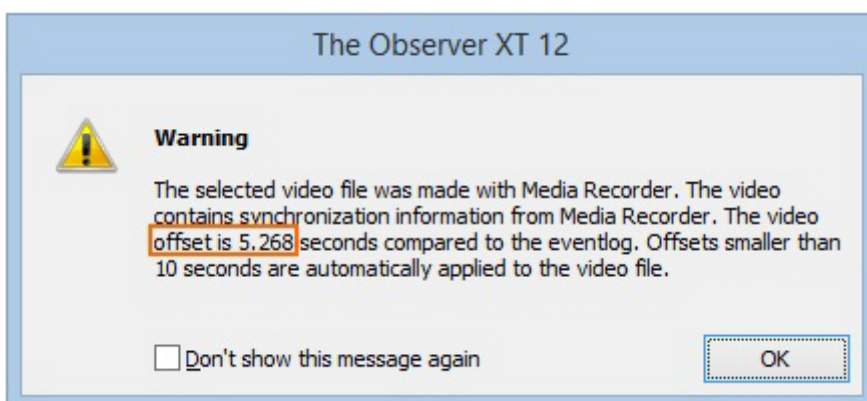 The Observer XT 12
Warning
The selected video file was made with Media Recorder. The video
contains synchronization information from Media Recorder. The video
offset is 5.268 seconds compared to the eventlog. Offsets smaller than
10 seconds are automatically applied to the video file.
Don't show this message again
OK